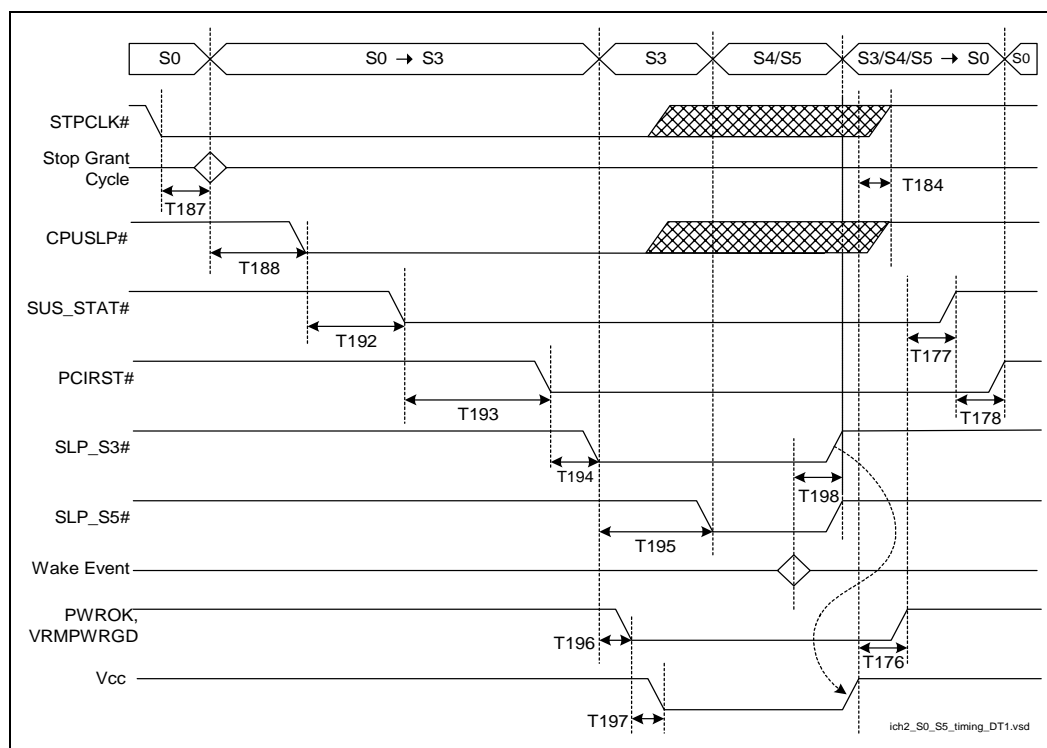 S0
S0 → S3
S3
S4/S5
S3/S4/S5 → S0
S0
STPCLK#
Stop Grant
Cycle
T184
T187
CPUSLP#
T188
SUS_STAT#
T192
T177
PCIRST#
T193
T178
SLP_S3#
T194
T198
SLP_S5#
T195
Wake Event
PWROK,
VRMPWRGD
T196
T176
Vcc
T197
ich2_S0_S5_timing_DT1.vsd